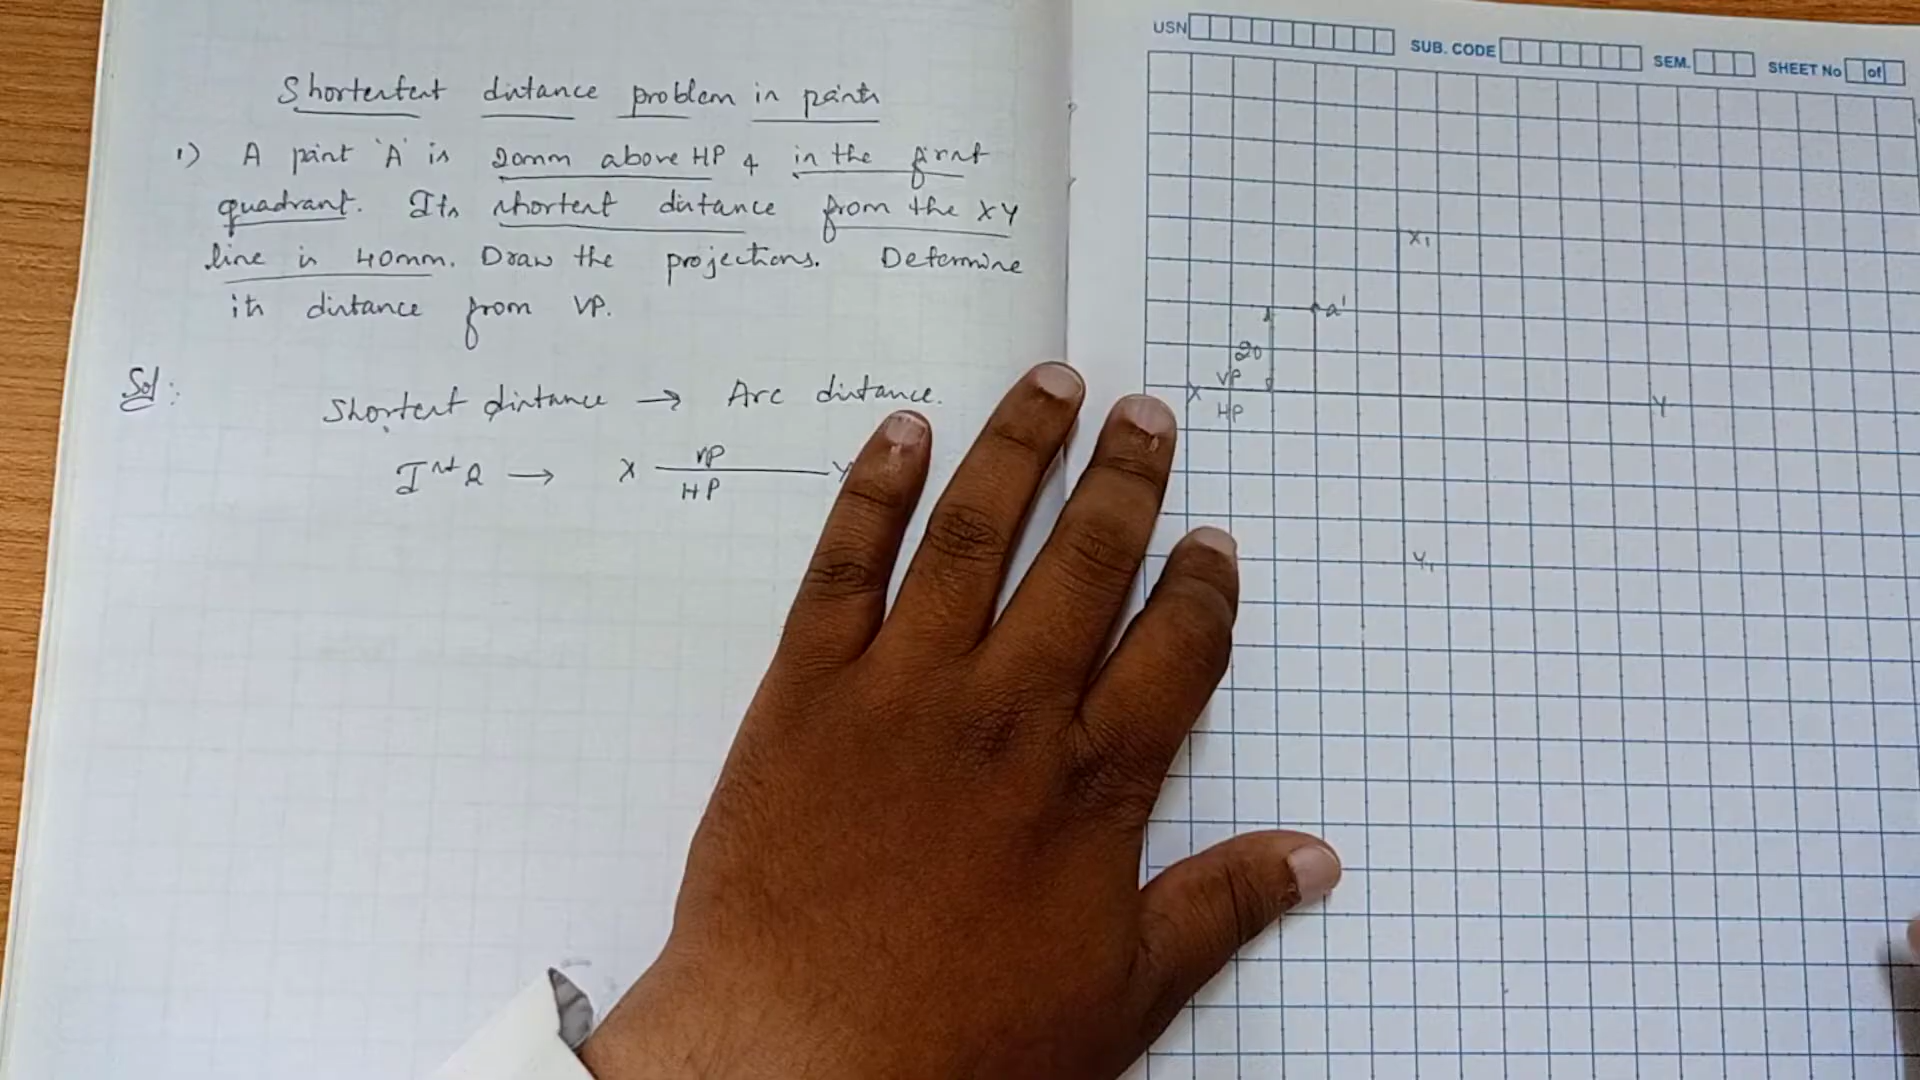 Shortestest distance problem in points
1) A point 'A' is 20mm above HP & in the first
quadrant. Its shortest distance from the XY
line is 40mm. Draw the projections. Determine
its distance from VP.
Sol:
Shortest distance → Arc distance.
Ist Q → X VP Y
HP
USN SUB. CODE SEM. SHEET No of
X1
a'
20
VP
X Y
HP
Y1